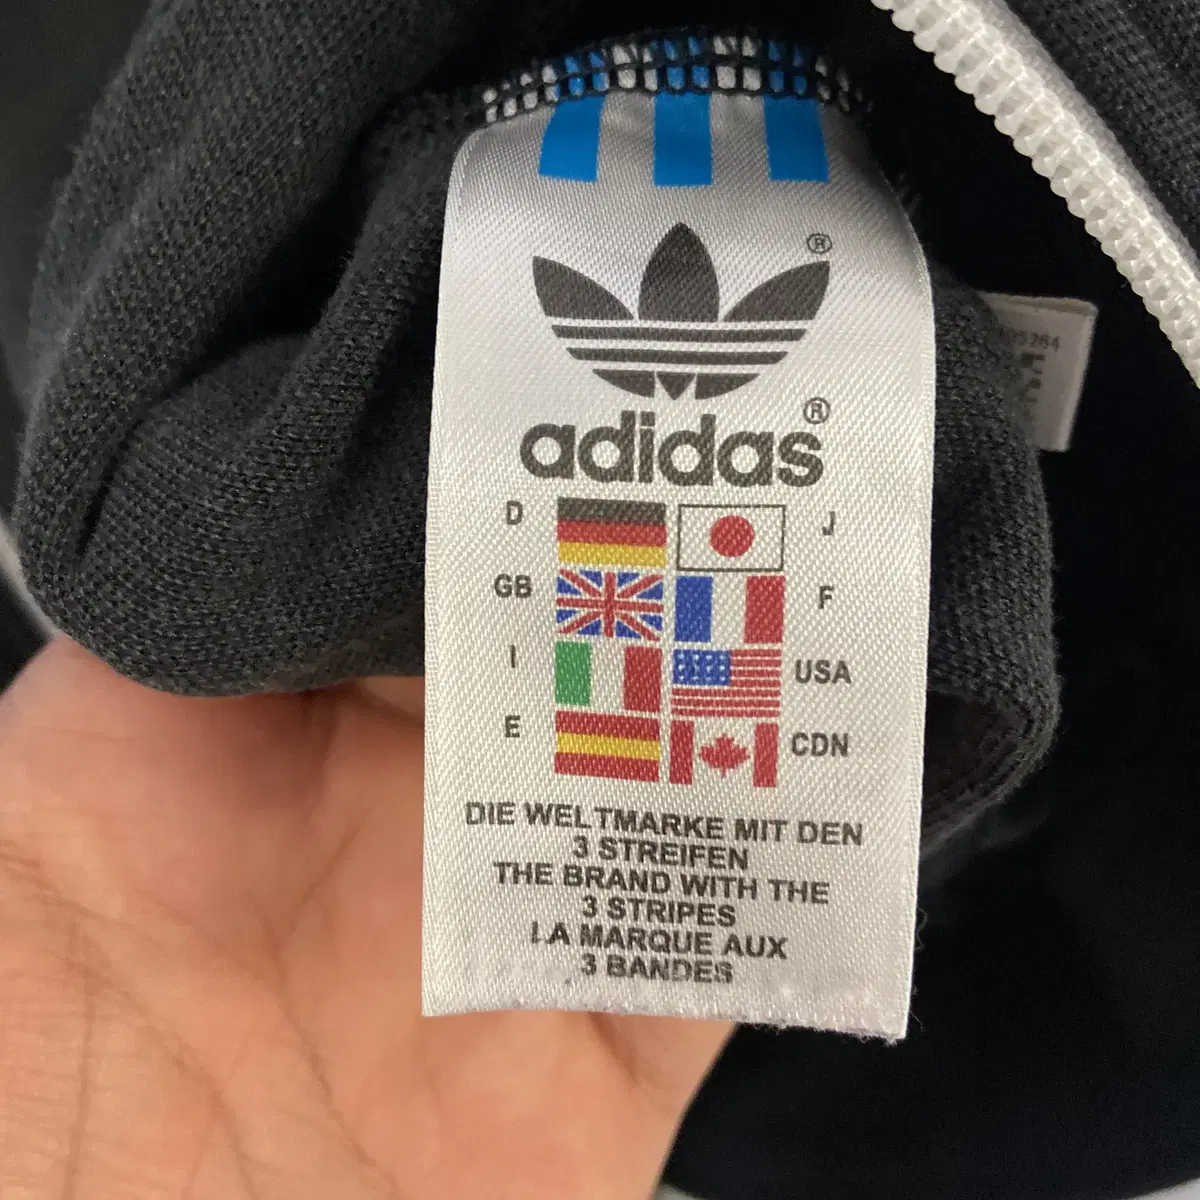 ®
adidas®
D J
GB F
I USA
E CDN
DIE WELTMARKE MIT DEN
3 STREIFEN
THE BRAND WITH THE
3 STRIPES
LA MARQUE AUX
3 BANDES